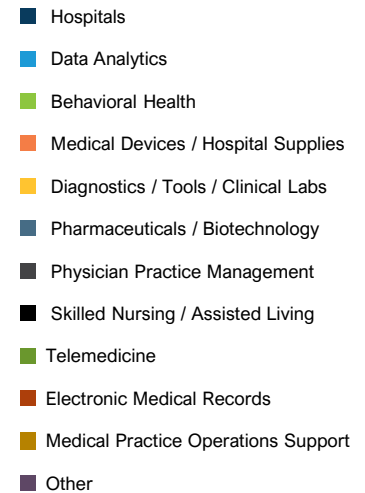 Hospitals
Data Analytics
Behavioral Health
Medical Devices / Hospital Supplies
Diagnostics / Tools / Clinical Labs
Pharmaceuticals / Biotechnology
Physician Practice Management
Skilled Nursing / Assisted Living
Telemedicine
Electronic Medical Records
Medical Practice Operations Support
Other